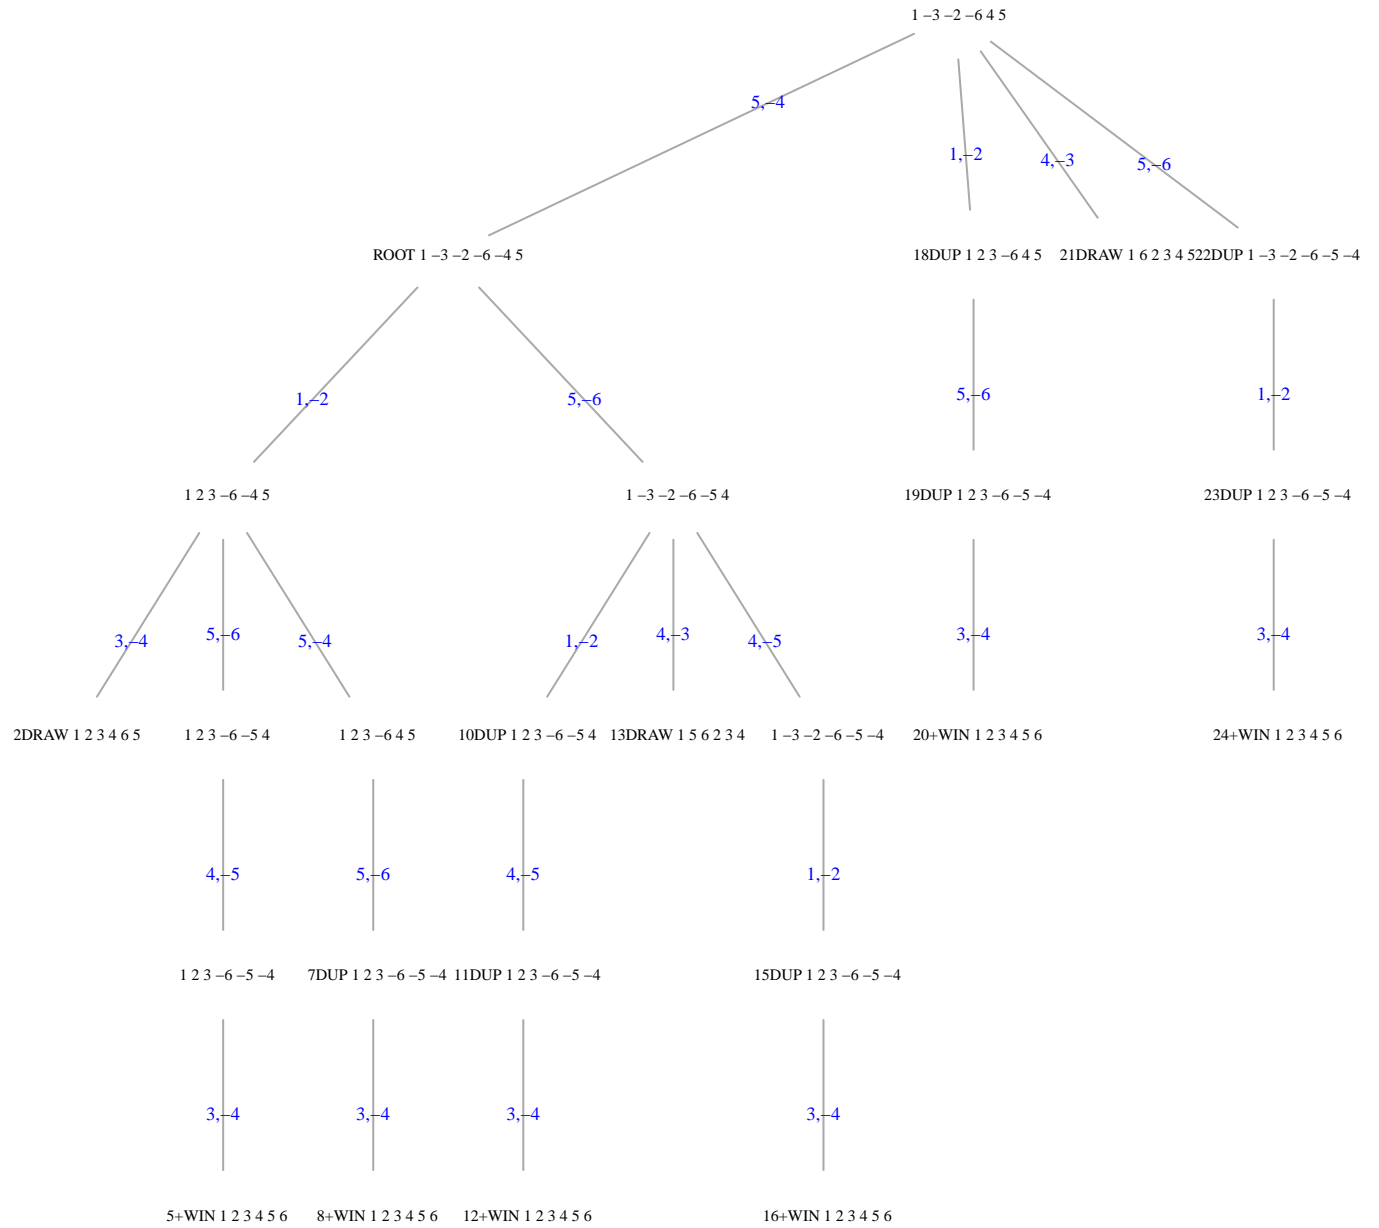 1 –3 –2 –6 4 5
5,–4
1,–2
4,–3
5,–6
ROOT 1 –3 –2 –6 –4 5
18DUP 1 2 3 –6 4 5
21DRAW 1 6 2 3 4 5
22DUP 1 –3 –2 –6 –5 –4
1,–2
5,–6
5,–6
1,–2
1 2 3 –6 –4 5
1 –3 –2 –6 –5 4
19DUP 1 2 3 –6 –5 –4
23DUP 1 2 3 –6 –5 –4
3,–4
5,–6
5,–4
1,–2
4,–3
4,–5
3,–4
3,–4
2DRAW 1 2 3 4 6 5
1 2 3 –6 –5 4
1 2 3 –6 4 5
10DUP 1 2 3 –6 –5 4
13DRAW 1 5 6 2 3 4
1 –3 –2 –6 –5 –4
20+WIN 1 2 3 4 5 6
24+WIN 1 2 3 4 5 6
4,–5
5,–6
4,–5
1,–2
1 2 3 –6 –5 –4
7DUP 1 2 3 –6 –5 –4
11DUP 1 2 3 –6 –5 –4
15DUP 1 2 3 –6 –5 –4
3,–4
3,–4
3,–4
3,–4
5+WIN 1 2 3 4 5 6
8+WIN 1 2 3 4 5 6
12+WIN 1 2 3 4 5 6
16+WIN 1 2 3 4 5 6